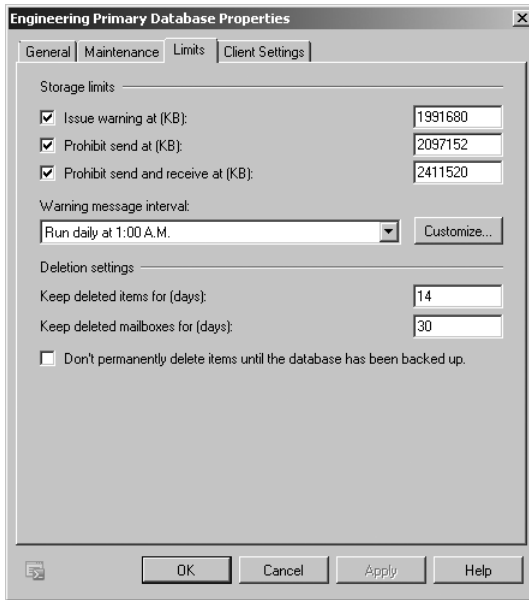 Engineering Primary Database Properties
General Maintenance Limits Client Settings
Storage limits
Issue warning at (KB): 1991680
Prohibit send at (KB): 2097152
Prohibit send and receive at (KB): 2411520
Warning message interval:
Run daily at 1:00 A.M. Customize...
Deletion settings
Keep deleted items for (days): 14
Keep deleted mailboxes for (days): 30
Don't permanently delete items until the database has been backed up.
OK Cancel Apply Help